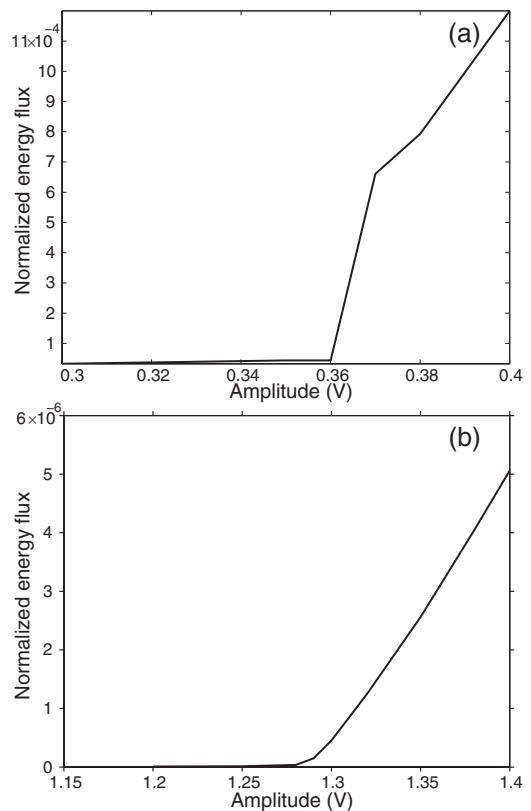 11×10-4
(a)
10
9
8
7
6
5
4
3
2
1
Normalized energy flux
0.3 0.32 0.34 0.36 0.38 0.4
Amplitude (V)
6×10-6
(b)
5
4
3
2
1
0
Normalized energy flux
1.15 1.2 1.25 1.3 1.35 1.4
Amplitude (V)